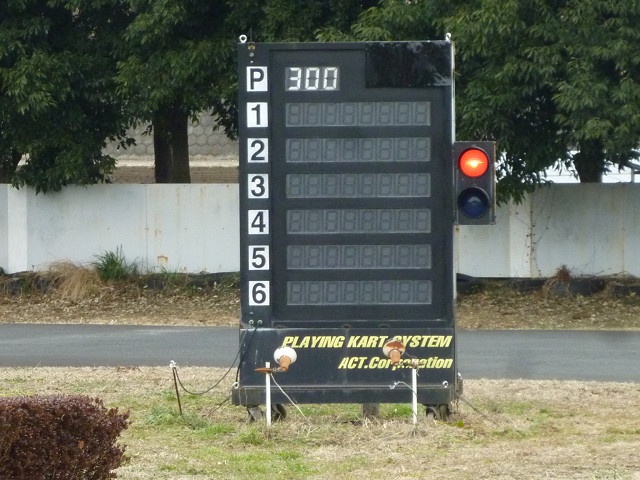 P 300
1
2
3
4
5
6
PLAYING KART SYSTEM
ACT.Corporation